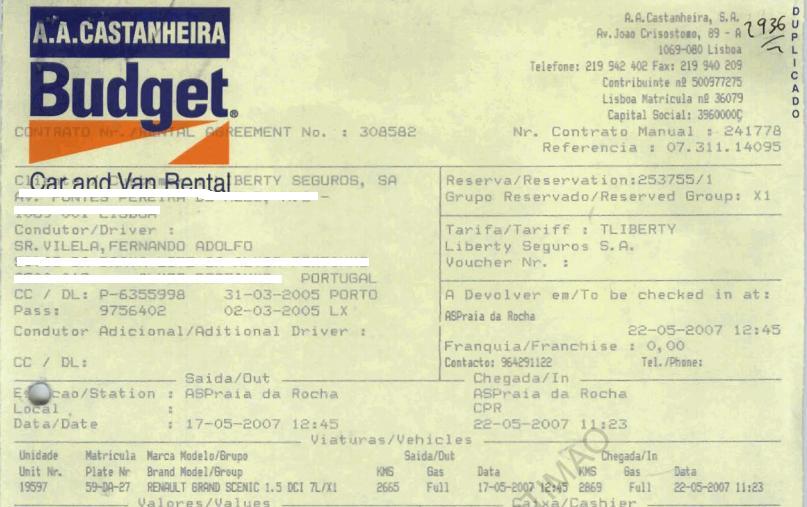 A.A.CASTANHEIRA
Budget®
Car and Van Rental
A.A.Castanheira, S.A.
Av.Joao Crisostomo, 89 - A
1069-080 Lisboa
Telefone: 219 942 402 Fax: 219 940 209
Contribuinte nº 500977275
Lisboa Matricula nº 36079
Capital Social: 3960000C
2936
DUPLICADO
CONTRATO Nr./RENTAL AGREEMENT No. : 308582
Nr. Contrato Manual : 241778
Referencia : 07.311.14095
LIBERTY SEGUROS, SA
Condutor/Driver :
SR.VILELA,FERNANDO ADOLFO
PORTUGAL
CC / DL: P-6355998 31-03-2005 PORTO
Pass: 9756402 02-03-2005 LX
Condutor Adicional/Aditional Driver :
CC / DL:
Reserva/Reservation:253755/1
Grupo Reservado/Reserved Group: X1
Tarifa/Tariff : TLIBERTY
Liberty Seguros S.A.
Voucher Nr. :
A Devolver em/To be checked in at:
ASPraia da Rocha
22-05-2007 12:45
Franquia/Franchise : 0,00
Contacto: 964291122 Tel./Phone:
Saida/Out Chegada/In
Estacao/Station : ASPraia da Rocha ASPraia da Rocha
Local : CPR
Data/Date : 17-05-2007 12:45 22-05-2007 11:23
Viaturas/Vehicles
Unidade Matricula Marca Modelo/Grupo Saida/Out Chegada/In
Unit Nr. Plate Nr Brand Model/Group KMS Gas Data KMS Gas Data
19597 59-DA-27 RENAULT GRAND SCENIC 1.5 DCI 7L/X1 2665 Full 17-05-2007 12:45 2869 Full 22-05-2007 11:23
Valores/Values Caixa/Cashier